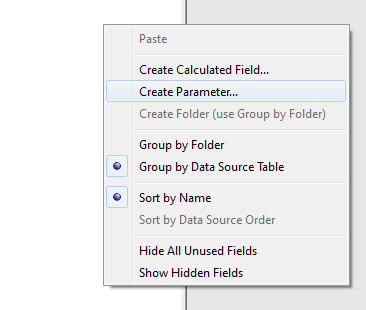 Paste
Create Calculated Field...
Create Parameter...
Create Folder (use Group by Folder)
Group by Folder
Group by Data Source Table
Sort by Name
Sort by Data Source Order
Hide All Unused Fields
Show Hidden Fields